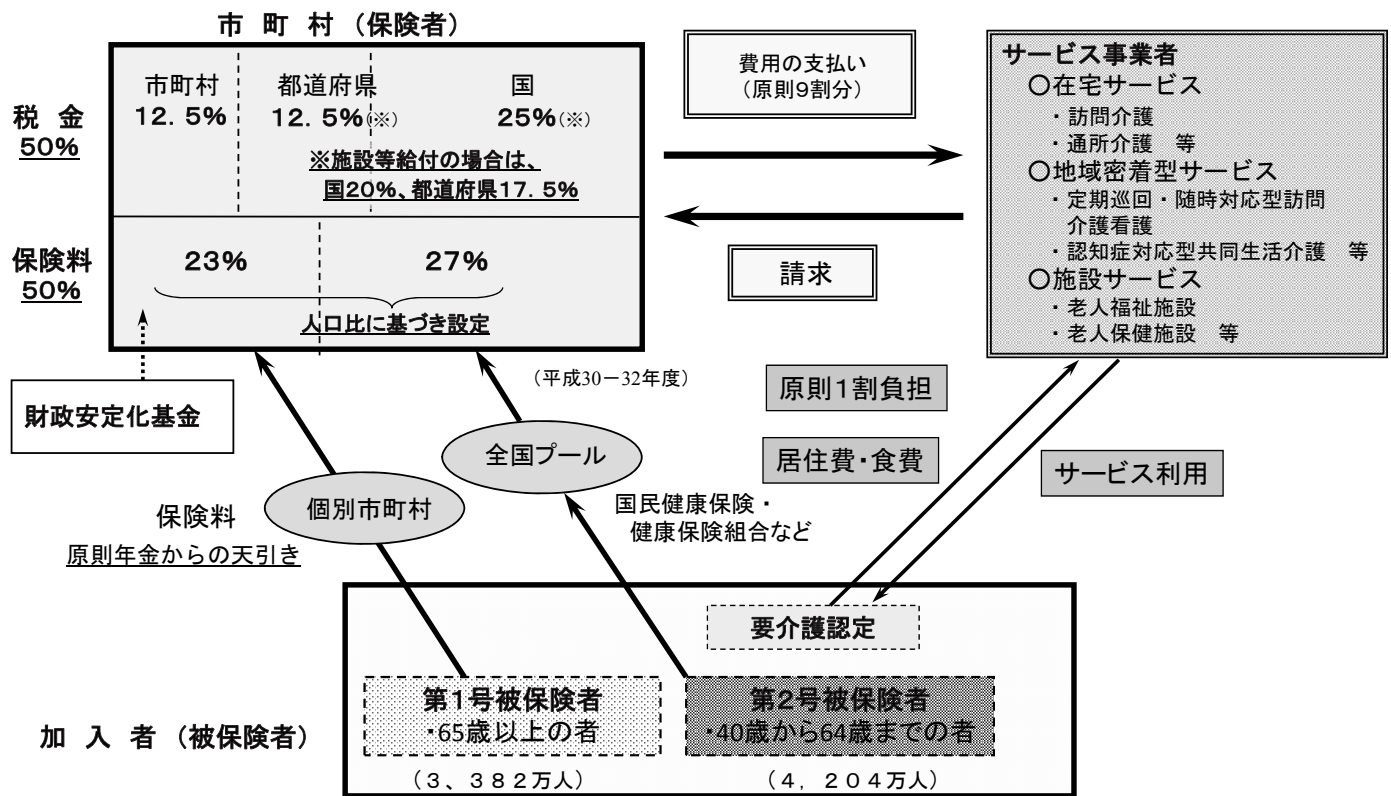 市 町 村 (保険者)
税 金
50%
市町村
12.5%
都道府県
12.5%(※)
国
25%(※)
※施設等給付の場合は、
国20%、都道府県17.5%
保険料
50%
23%
27%
人口比に基づき設定
財政安定化基金
費用の支払い
(原則9割分)
請求
サービス事業者
○在宅サービス
・訪問介護
・通所介護 等
○地域密着型サービス
・定期巡回・随時対応型訪問
介護看護
・認知症対応型共同生活介護 等
○施設サービス
・老人福祉施設
・老人保健施設 等
(平成30-32年度)
原則1割負担
居住費・食費
サービス利用
全国プール
個別市町村
保険料
原則年金からの天引き
国民健康保険・
健康保険組合など
要介護認定
加 入 者 (被保険者)
第1号被保険者
・65歳以上の者
(3、382万人)
第2号被保険者
・40歳から64歳までの者
(4,204万人)